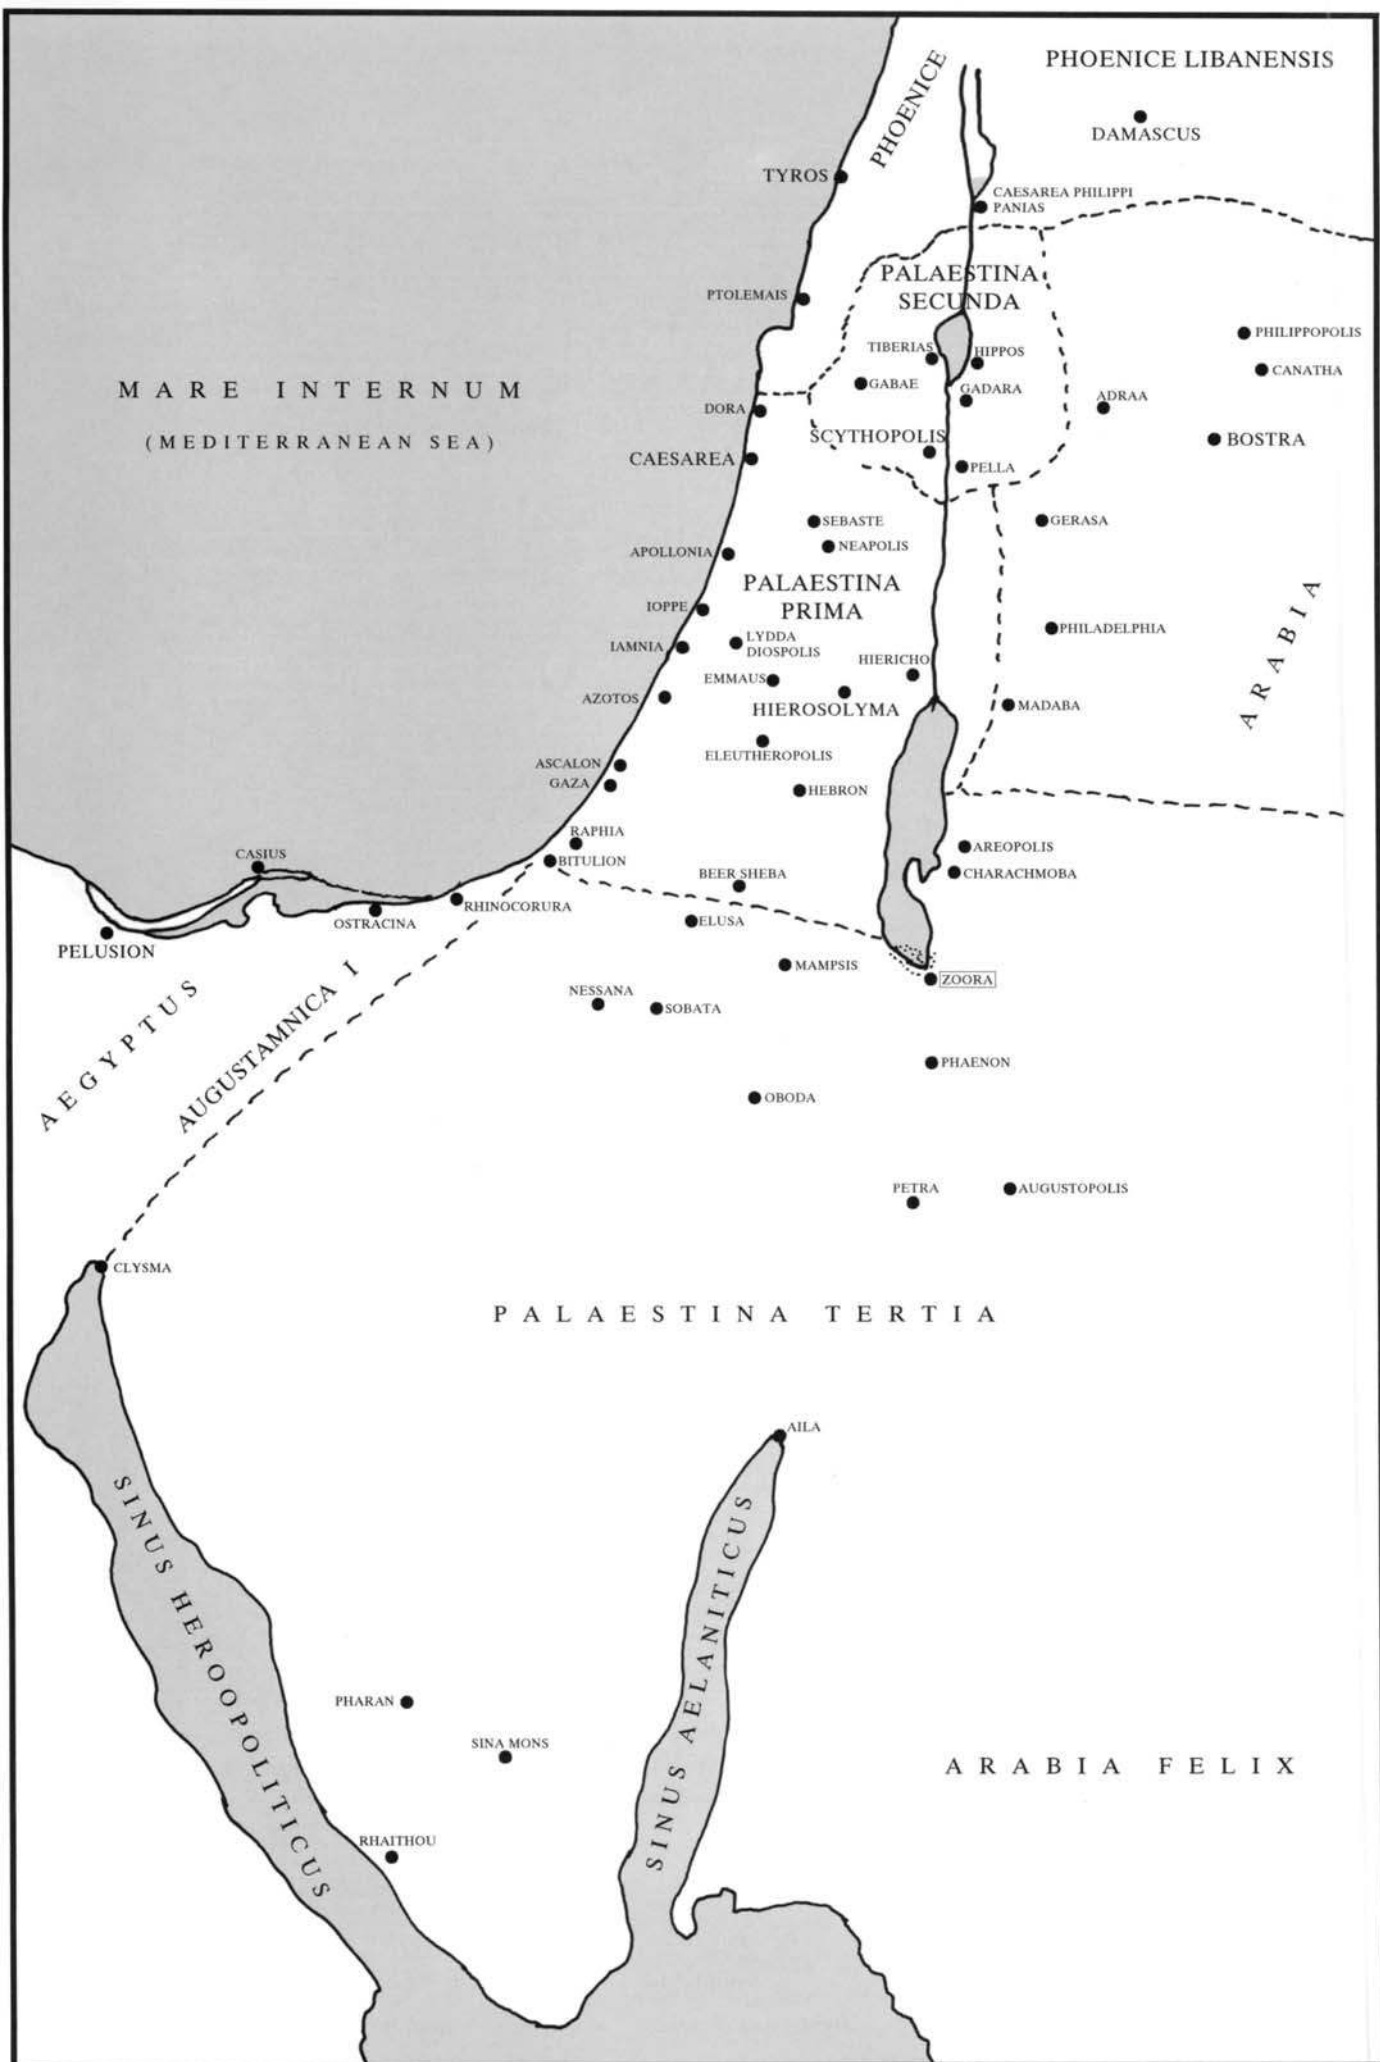 PHOENICE LIBANENSIS
PHOENICE
DAMASCUS
TYROS
CAESAREA PHILIPPI
PANIAS
PALAESTINA
SECUNDA
PTOLEMAIS
PHILIPPOPOLIS
TIBERIAS
HIPPOS
CANATHA
MARE INTERNUM
GABAE
GADARA
ADRAA
DORA
(MEDITERRANEAN SEA)
SCYTHOPOLIS
BOSTRA
CAESAREA
PELLA
SEBASTE
GERASA
NEAPOLIS
APOLLONIA
PALAESTINA
PRIMA
IOPPE
ARABIA
PHILADELPHIA
LYDDA
DIOSPOLIS
IAMNIA
HIERICHO
EMMAUS
AZOTOS
HIEROSOLYMA
MADABA
ELEUTHEROPOLIS
ASCALON
GAZA
HEBRON
RAPHIA
AREOPOLIS
CASIUS
BITULION
BEER SHEBA
CHARACHMOBA
RHINOCORURA
OSTRACINA
ELUSA
PELUSION
MAMPSIS
ZOORA
NESSANA
SOBATA
AEGYPTUS
AUGUSTAMNICA I
PHAENON
OBODA
PETRA
AUGUSTOPOLIS
CLYSMA
PALAESTINA TERTIA
AILA
SINUS HEROOPOLITICUS
SINUS AELANITICUS
PHARAN
SINA MONS
ARABIA FELIX
RHAITHOU